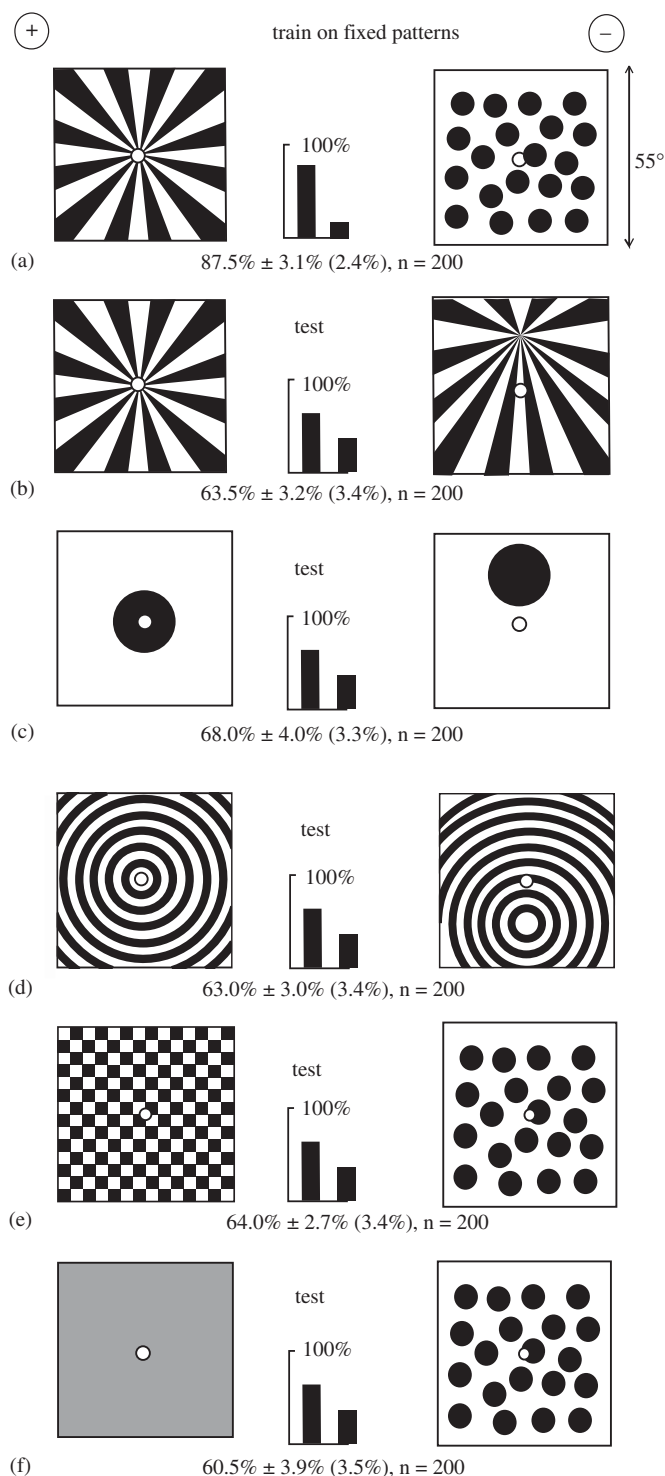 + train on fixed patterns −
100%
55°
(a) 87.5% ± 3.1% (2.4%), n = 200
test
100%
(b) 63.5% ± 3.2% (3.4%), n = 200
test
100%
(c) 68.0% ± 4.0% (3.3%), n = 200
test
100%
(d) 63.0% ± 3.0% (3.4%), n = 200
test
100%
(e) 64.0% ± 2.7% (3.4%), n = 200
test
100%
(f) 60.5% ± 3.9% (3.5%), n = 200